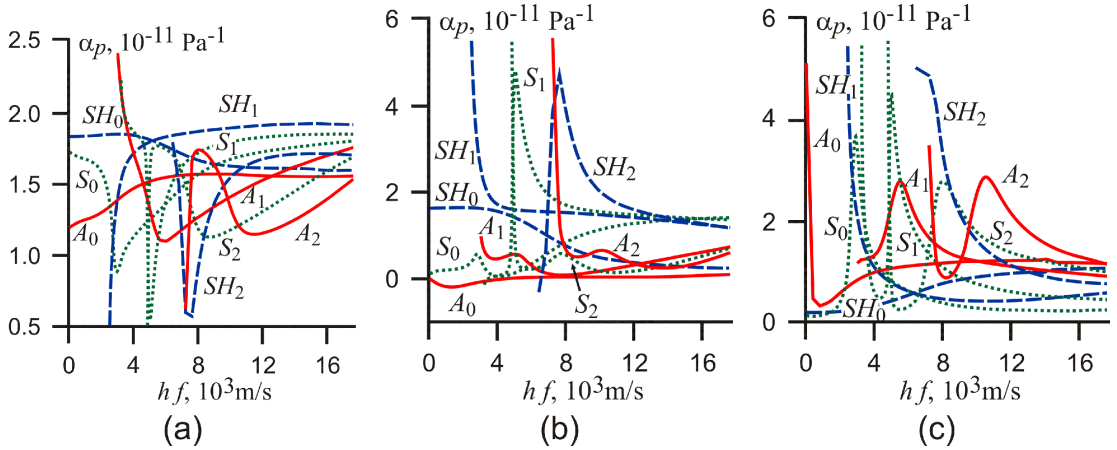 αp, 10-11 Pa-1
2.5
2.0
1.5
1.0
0.5
SH0
SH1
S0
S1
A0
A1
S2
A2
SH2
0
4
8
12
16
h f, 103m/s
(a)
αp, 10-11 Pa-1
6
4
2
0
S1
SH1
SH2
SH0
A1
S0
A2
A0
S2
0
4
8
12
16
h f, 103m/s
(b)
αp, 10-11 Pa-1
6
4
2
1
0
SH1
SH2
A0
A1
A2
S0
S1
S2
SH0
4
8
12
16
h f, 103m/s
(c)